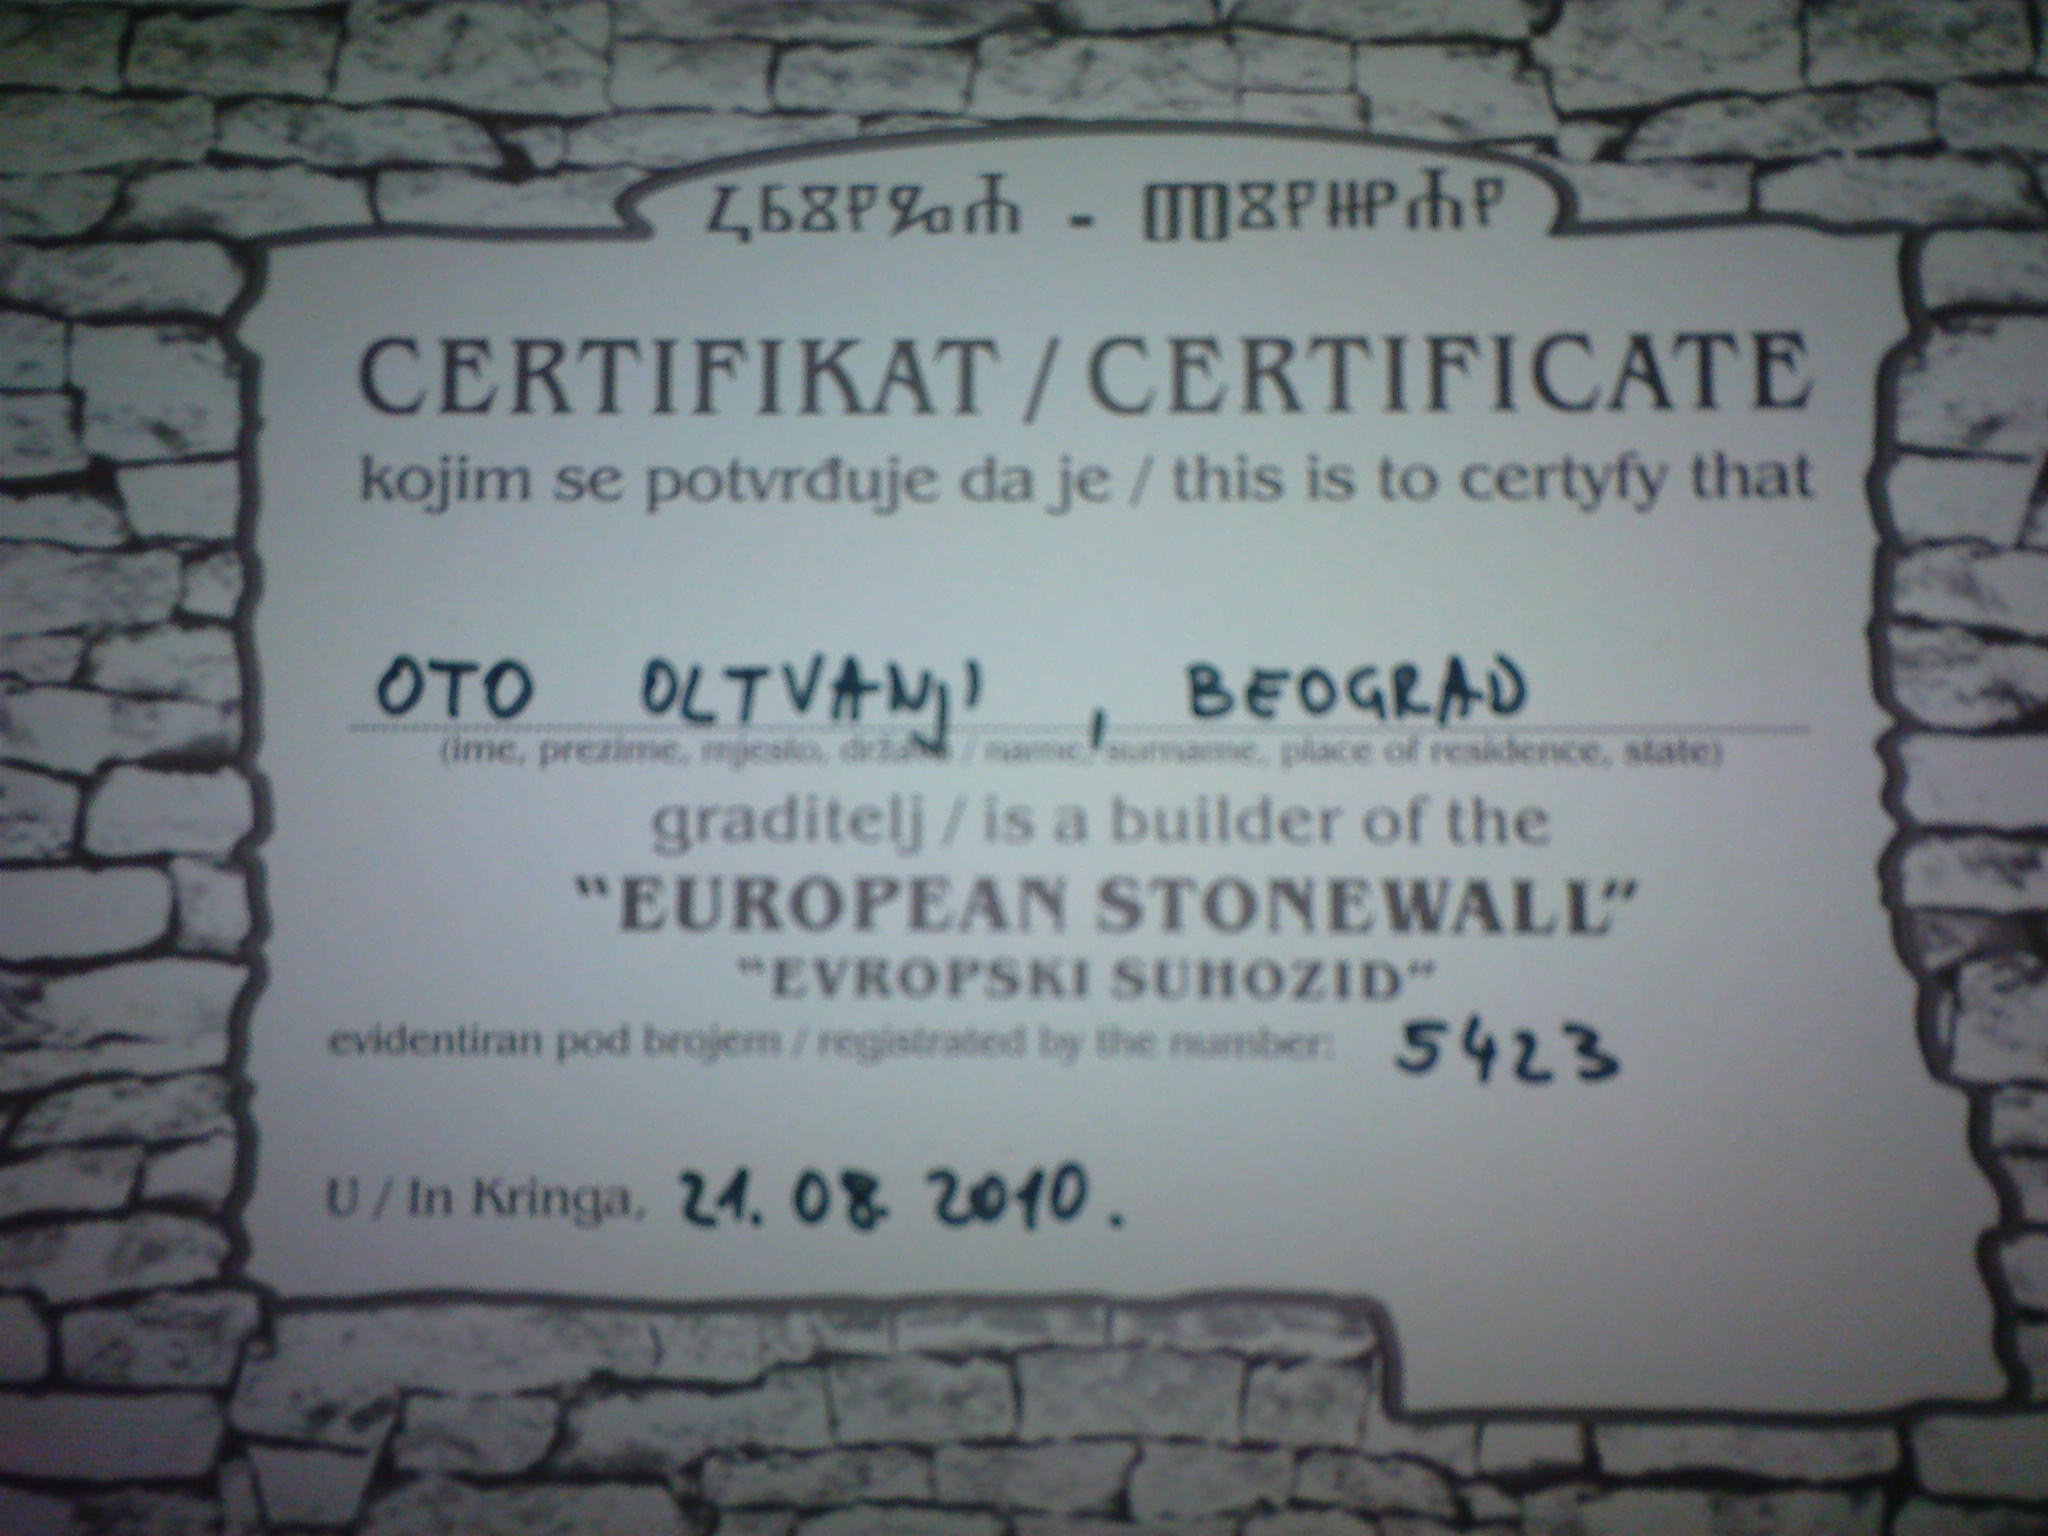 ⰍⰓⰋⰐⰃⰀ - ⰕⰋⰐⰣⰀⰐ
CERTIFIKAT / CERTIFICATE
kojim se potvrđuje da je / this is to certyfy that
OTO OLTVANJI , BEOGRAD
(ime, prezime, mjesto, država / name, surname, place of residence, state)
graditelj / is a builder of the
"EUROPEAN STONEWALL"
"EVROPSKI SUHOZID"
evidentiran pod brojem / registrated by the number: 5423
U / In Kringa, 21. 08. 2010.